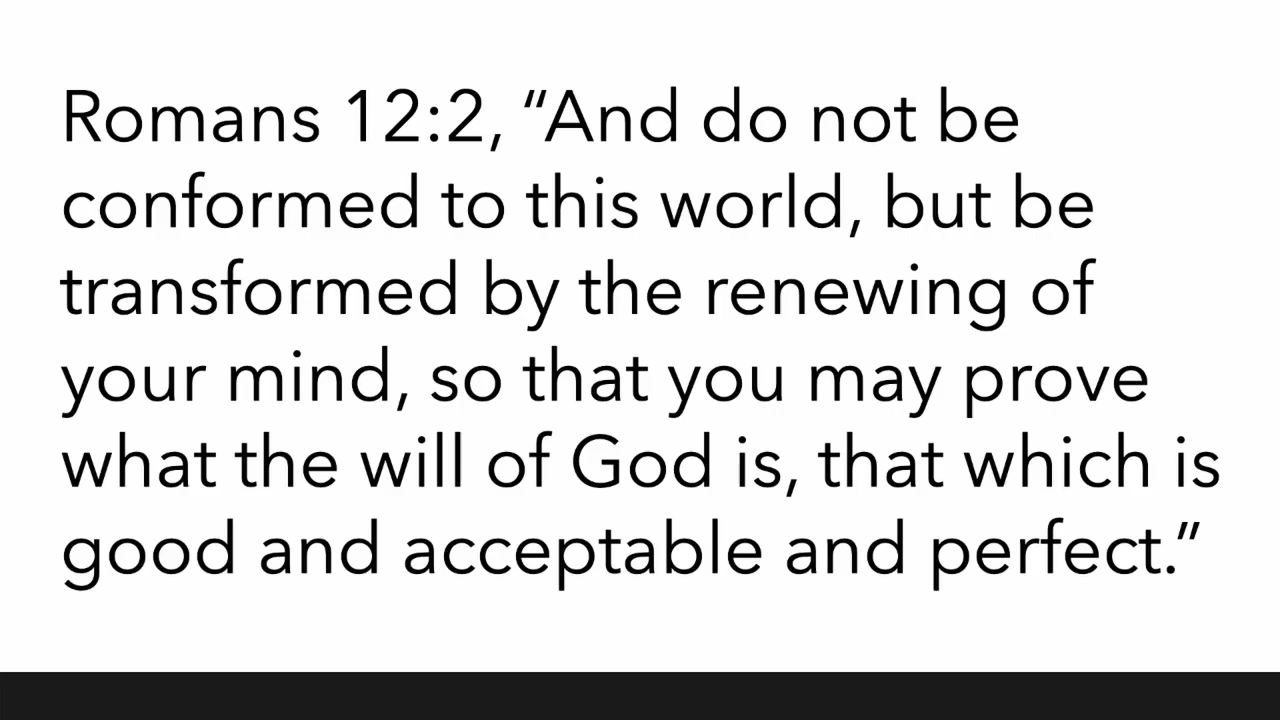 Romans 12:2, “And do not be
conformed to this world, but be
transformed by the renewing of
your mind, so that you may prove
what the will of God is, that which is
good and acceptable and perfect.”